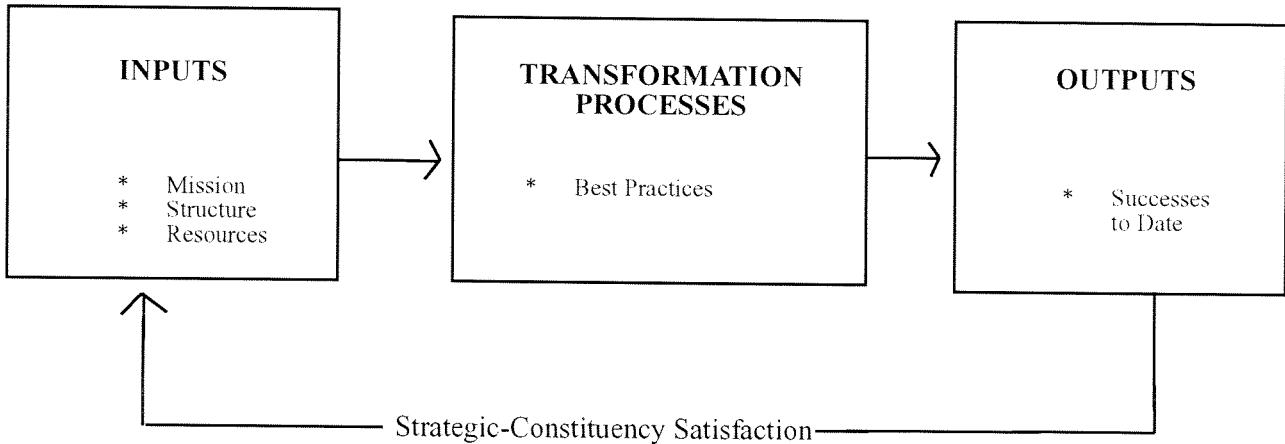 INPUTS
* Mission
* Structure
* Resources
TRANSFORMATION
PROCESSES
* Best Practices
OUTPUTS
* Successes
to Date
Strategic-Constituency Satisfaction